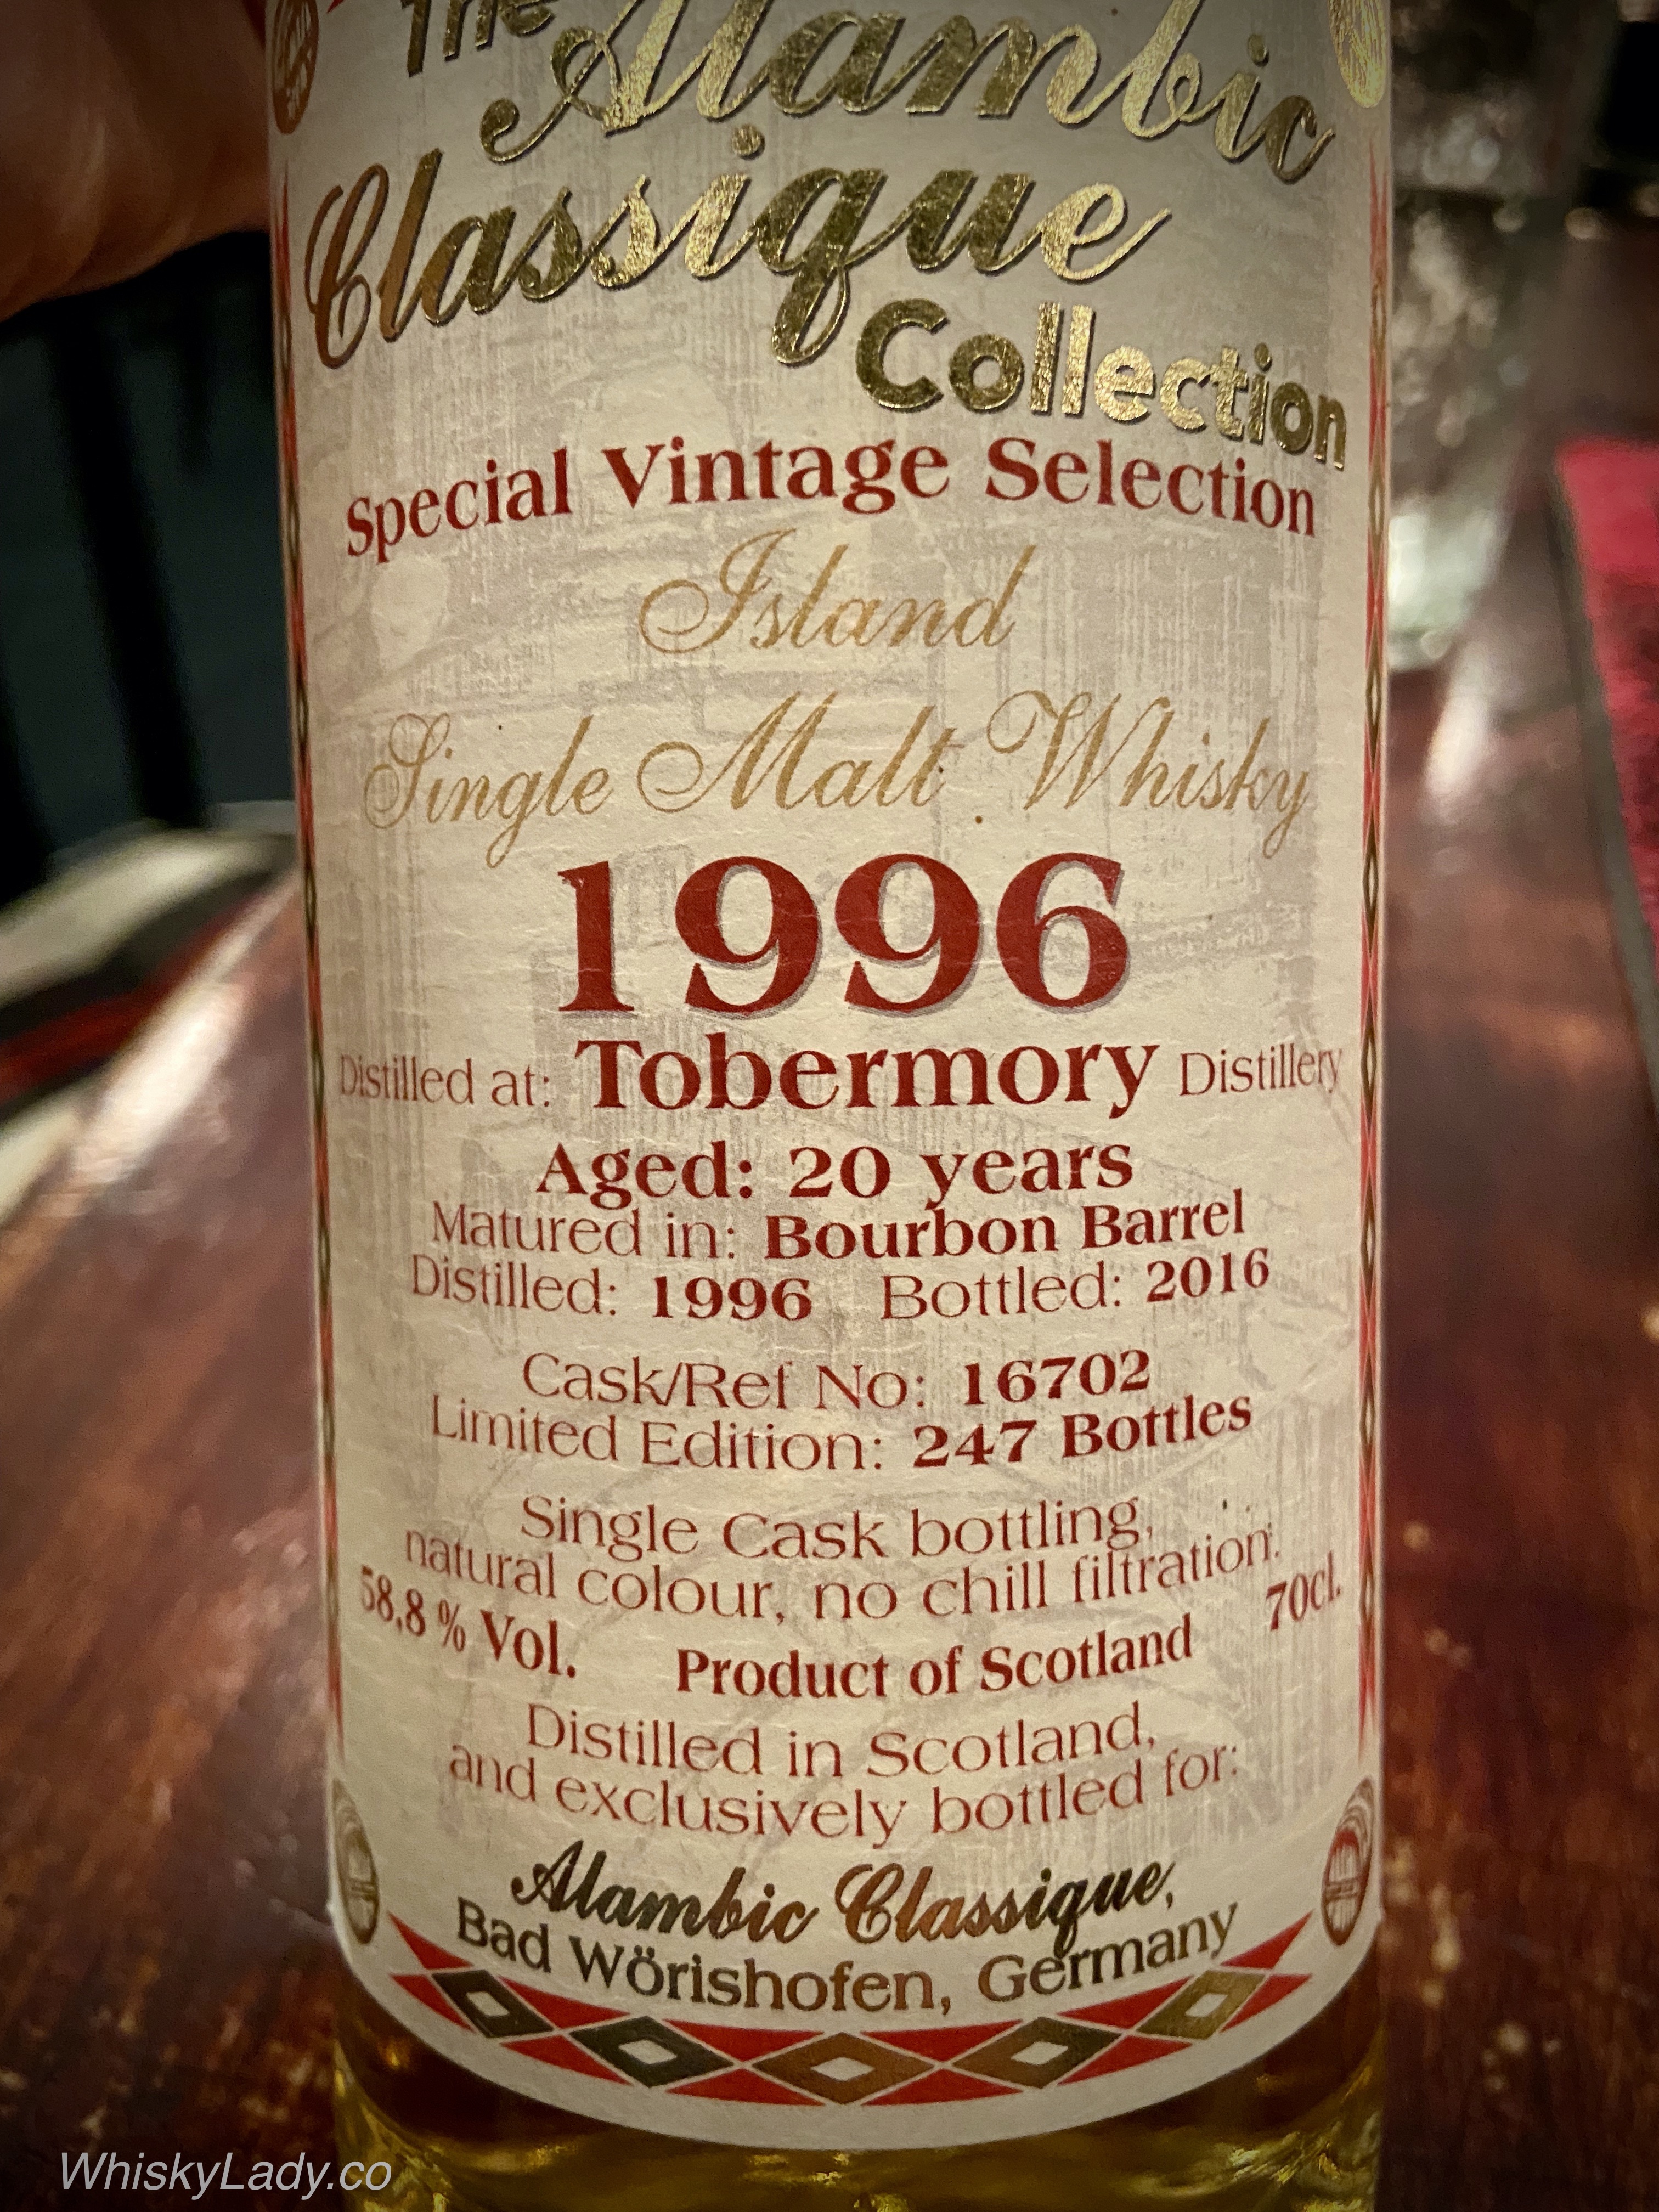 The Alambic
Classique
Collection
Special Vintage Selection
Island
Single Malt Whisky
1996
Distilled at: Tobermory Distillery
Aged: 20 years
Matured in: Bourbon Barrel
Distilled: 1996 Bottled: 2016
Cask/Ref No: 16702
Limited Edition: 247 Bottles
Single Cask bottling,
natural colour, no chill filtration.
58,8 % Vol. Product of Scotland 70cl.
Distilled in Scotland,
and exclusively bottled for:
Alambic Classique,
Bad Wörishofen, Germany
WhiskyLady.co